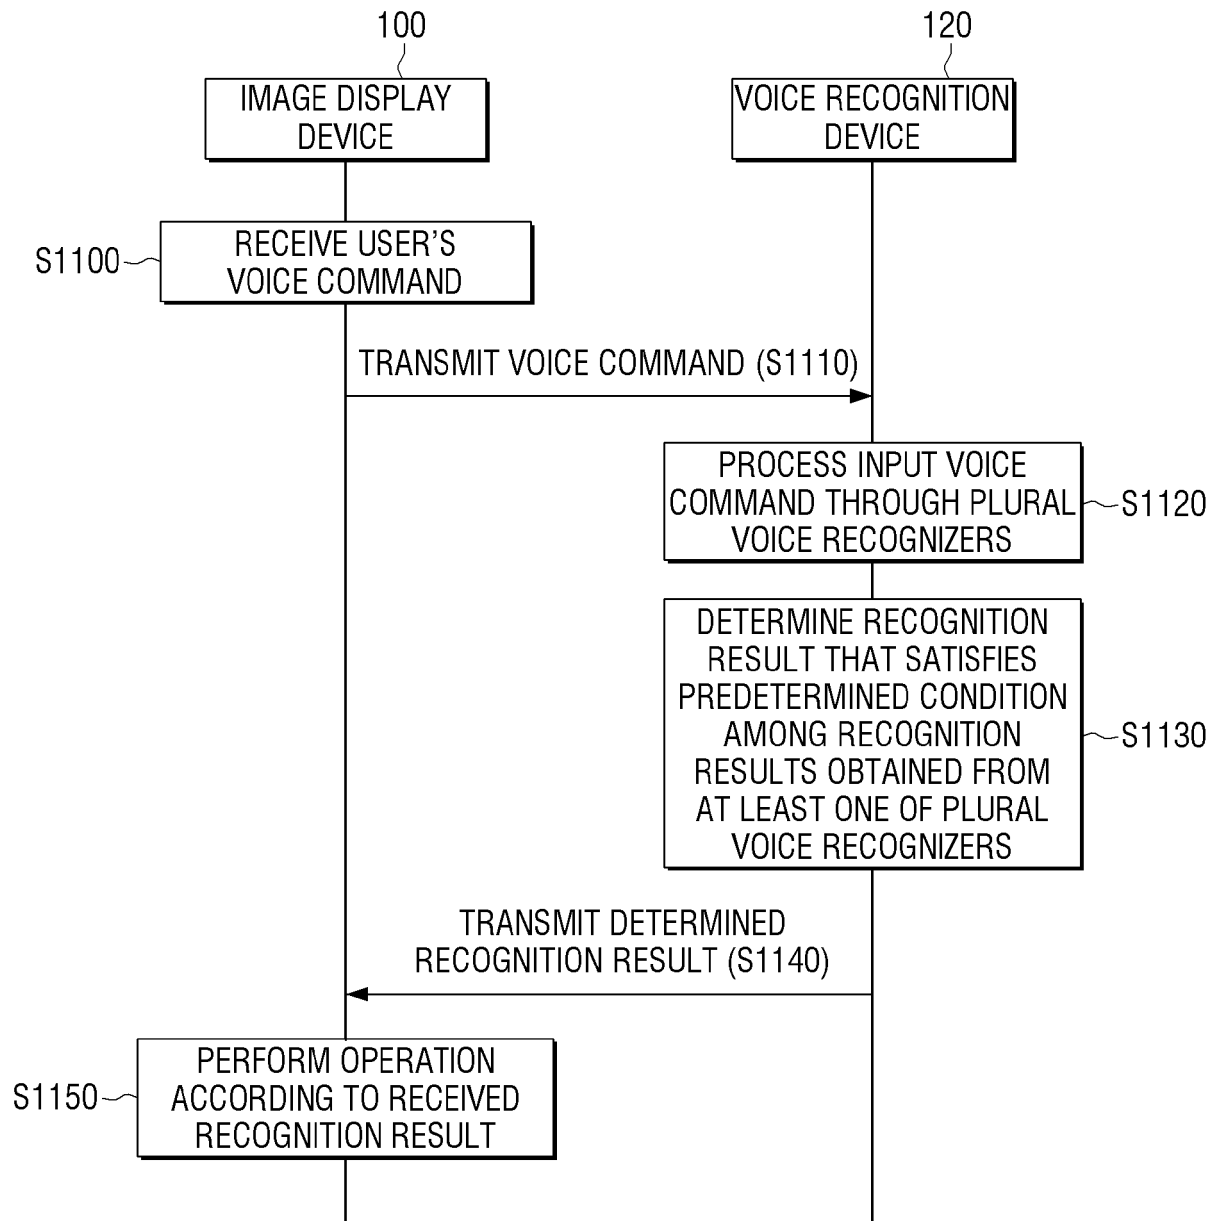 100
120
IMAGE DISPLAY
DEVICE
VOICE RECOGNITION
DEVICE
S1100
RECEIVE USER'S
VOICE COMMAND
TRANSMIT VOICE COMMAND (S1110)
PROCESS INPUT VOICE
COMMAND THROUGH PLURAL
VOICE RECOGNIZERS
S1120
DETERMINE RECOGNITION
RESULT THAT SATISFIES
PREDETERMINED CONDITION
AMONG RECOGNITION
RESULTS OBTAINED FROM
AT LEAST ONE OF PLURAL
VOICE RECOGNIZERS
S1130
TRANSMIT DETERMINED
RECOGNITION RESULT (S1140)
S1150
PERFORM OPERATION
ACCORDING TO RECEIVED
RECOGNITION RESULT